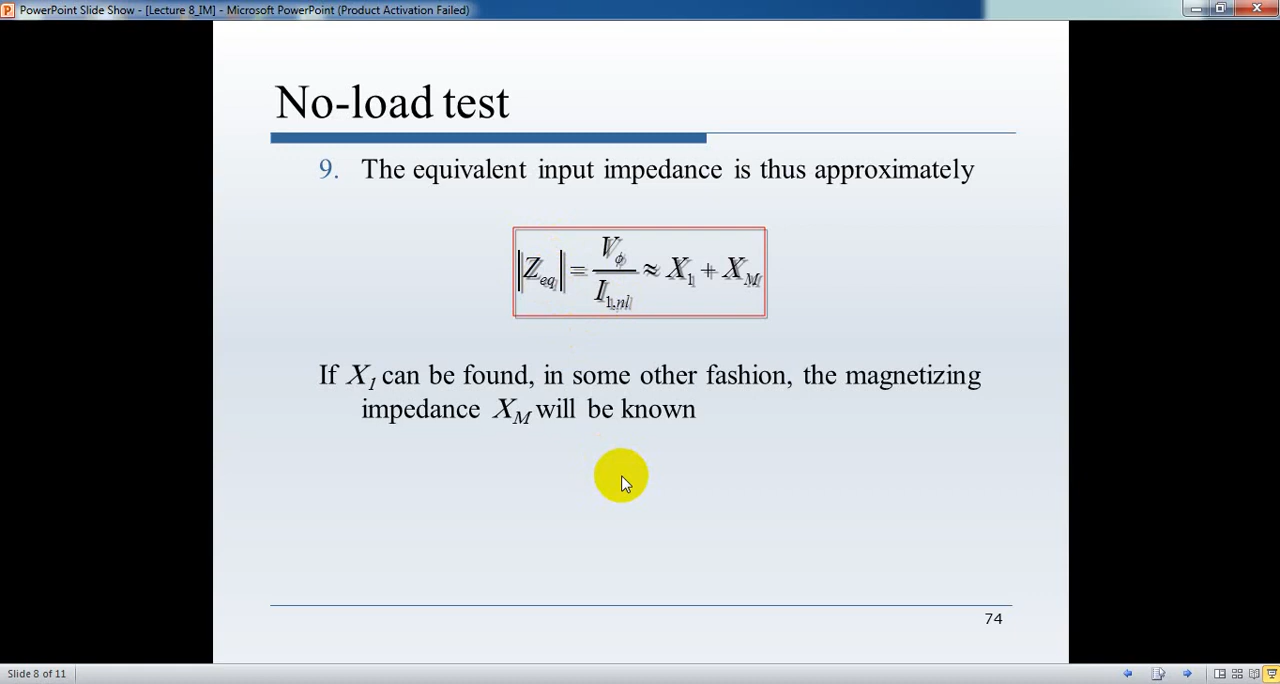 PowerPoint Slide Show - [Lecture 8_IM] - Microsoft PowerPoint (Product Activation Failed)
No-load test
9. The equivalent input impedance is thus approximately
|Z_eq| = V_ϕ / I_1,nl ≈ X_1 + X_M
If X_1 can be found, in some other fashion, the magnetizing
impedance X_M will be known
74
Slide 8 of 11